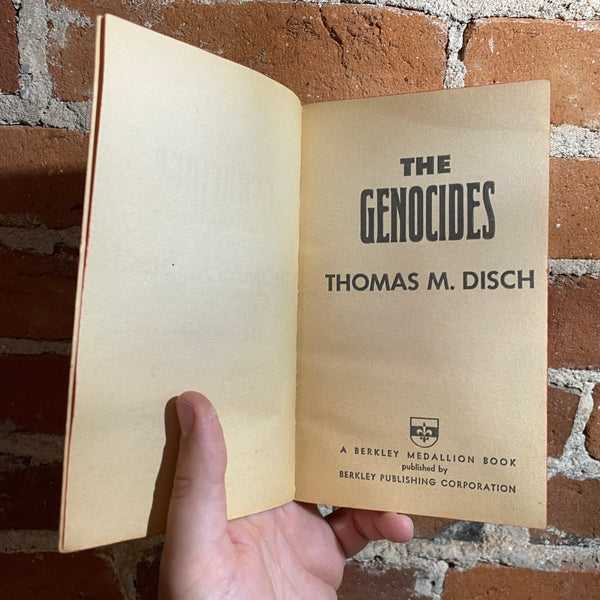 THE
GENOCIDES
THOMAS M. DISCH
A BERKLEY MEDALLION BOOK
published by
BERKLEY PUBLISHING CORPORATION